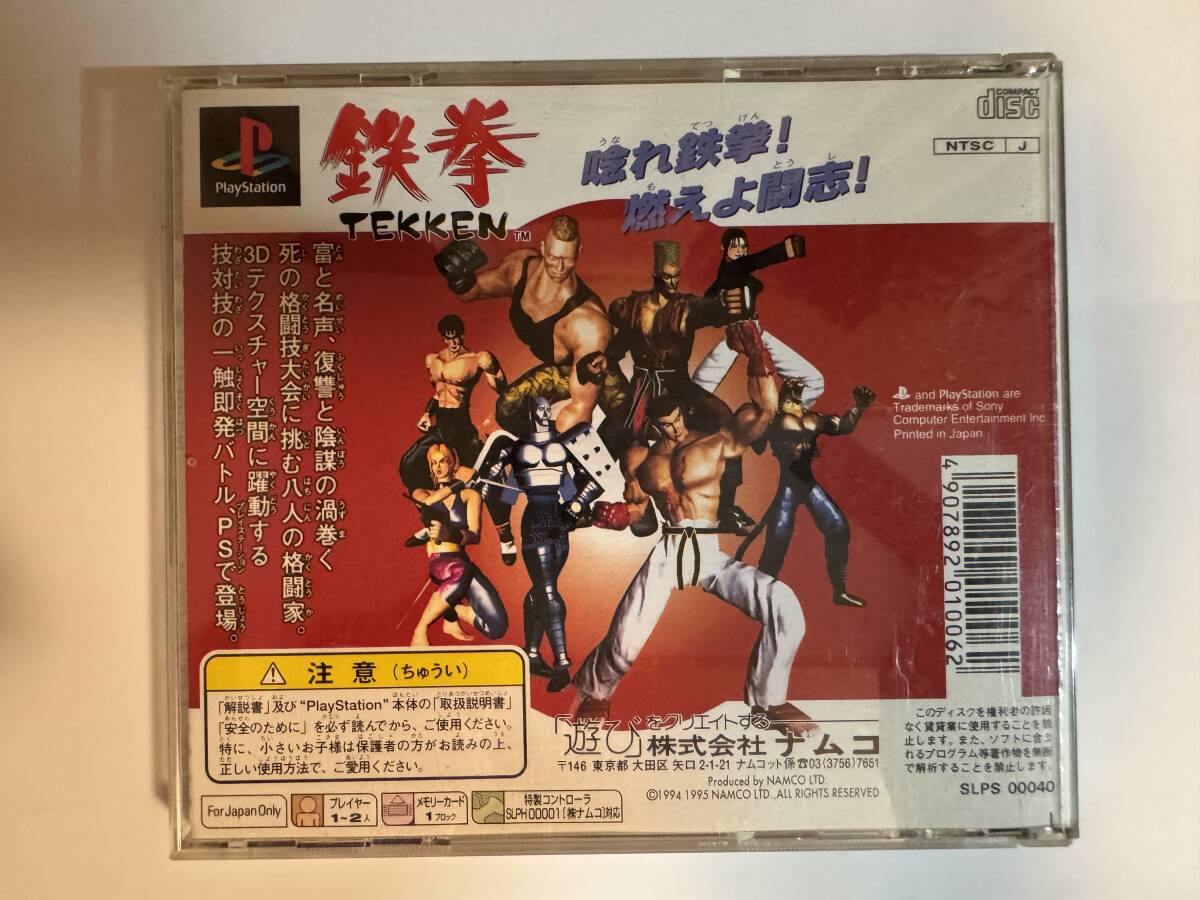 PlayStation
鉄拳
TEKKEN™
唸れ鉄拳!
燃えよ闘志!
COMPACT
disc
NTSC J
富と名声、復讐と陰謀の渦巻く
死の格闘技大会に挑む八人の格闘家。
3Dテクスチャー空間に躍動する
技対技の一触即発バトル、PSで登場。
and PlayStation are
Trademarks of Sony
Computer Entertainment Inc.
Printed in Japan
4 907892 010062
⚠ 注意(ちゅうい)
「解説書」及び"PlayStation"本体の「取扱説明書」
「安全のために」を必ず読んでから、ご使用ください。
特に、小さいお子様は保護者の方がお読みの上、
正しい使用方法で、ご愛用ください。
For Japan Only
プレイヤー
1~2人
メモリーカード
1ブロック
特製コントローラ
SLPH 00001[㈱ナムコ]対応
「遊び」をクリエイトする
株式会社 ナムコ
〒146 東京都 大田区 矢口 2-1-21 ナムコット係☎03(3756)7651
Produced by NAMCO LTD.
©1994 1995 NAMCO LTD., ALL RIGHTS RESERVED
このディスクを権利者の許諾
なく賃貸業に使用することを禁
止します。また、ソフトに含ま
れるプログラム等著作物を無断
で解析することを禁止します。
SLPS 00040